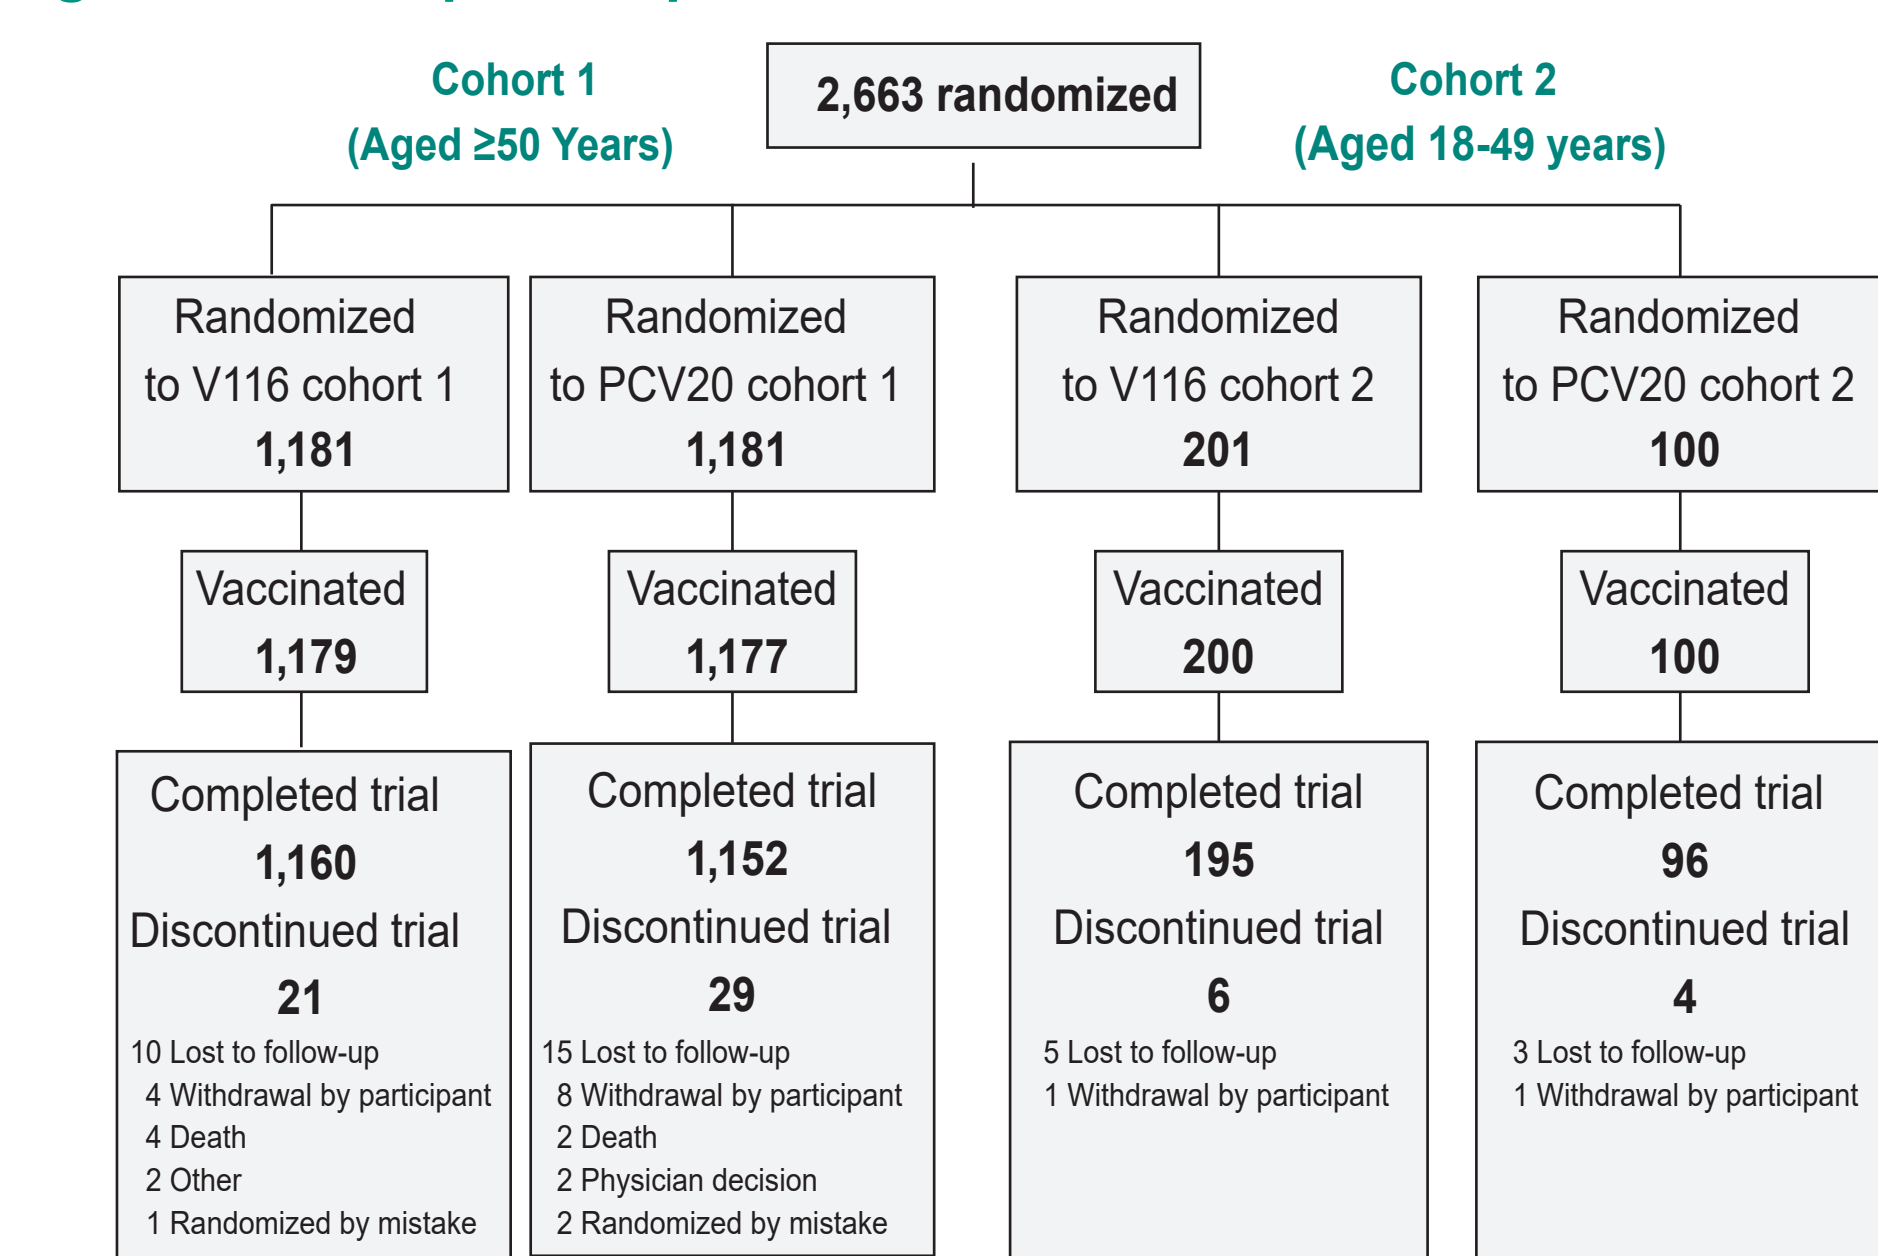 Cohort 1
(Aged ≥50 Years)
2,663 randomized
Cohort 2
(Aged 18-49 years)
Randomized
to V116 cohort 1
1,181
Randomized
to PCV20 cohort 1
1,181
Randomized
to V116 cohort 2
201
Randomized
to PCV20 cohort 2
100
Vaccinated
1,179
Vaccinated
1,177
Vaccinated
200
Vaccinated
100
Completed trial
1,160
Discontinued trial
21
10 Lost to follow-up
4 Withdrawal by participant
4 Death
2 Other
1 Randomized by mistake
Completed trial
1,152
Discontinued trial
29
15 Lost to follow-up
8 Withdrawal by participant
2 Death
2 Physician decision
2 Randomized by mistake
Completed trial
195
Discontinued trial
6
5 Lost to follow-up
1 Withdrawal by participant
Completed trial
96
Discontinued trial
4
3 Lost to follow-up
1 Withdrawal by participant